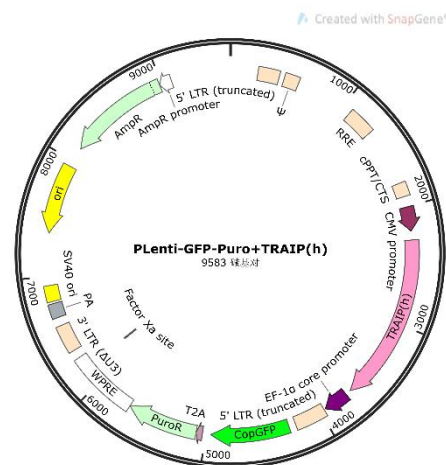 Created with SnapGene®
9000
5' LTR (truncated)
Ψ
1000
RRE
cPPT/CTS
2000
CMV promoter
TRAIP(h)
3000
EF-1α core promoter
4000
5' LTR (truncated)
CopGFP
T2A
5000
PuroR
WPRE
6000
3' LTR (ΔU3)
PA
SV40 ori
7000
ori
8000
AmpR
AmpR promoter
Factor Xa site
PLenti-GFP-Puro+TRAIP(h)
9583 碱基对